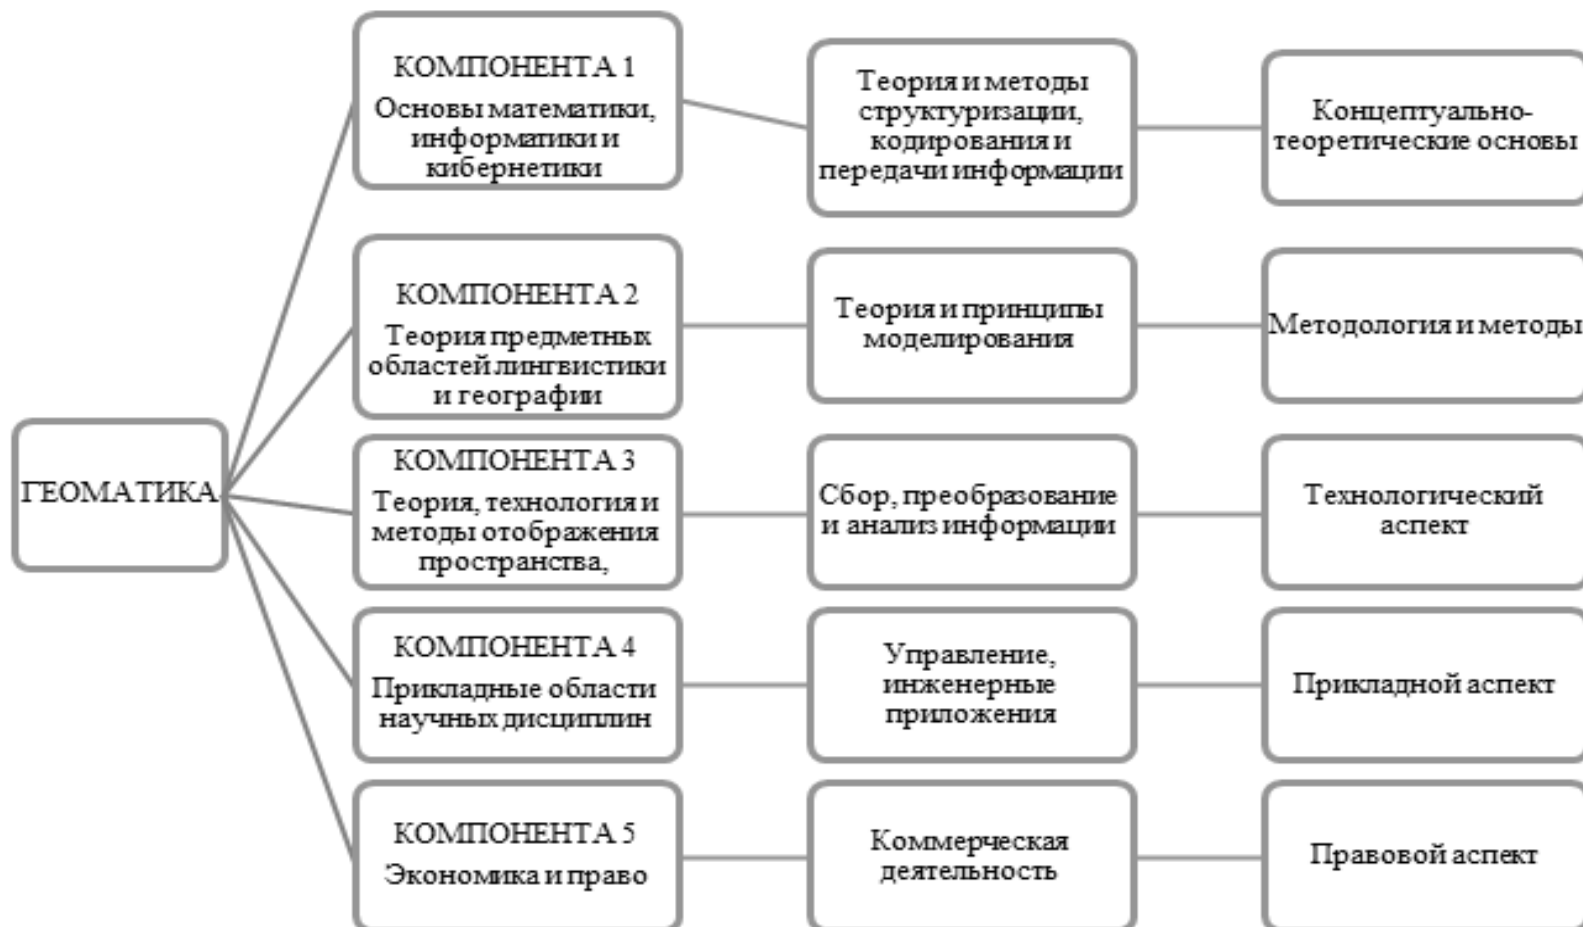 ГЕОМАТИКА
КОМПОНЕНТА 1
Основы математики,
информатики и
кибернетики
Теория и методы
структуризации,
кодирования и
передачи информации
Концептуально-
теоретические основы
КОМПОНЕНТА 2
Теория предметных
областей лингвистики
и географии
Теория и принципы
моделирования
Методология и методы
КОМПОНЕНТА 3
Теория, технология и
методы отображения
пространства,
Сбор, преобразование
и анализ информации
Технологический
аспект
КОМПОНЕНТА 4
Прикладные области
научных дисциплин
Управление,
инженерные
приложения
Прикладной аспект
КОМПОНЕНТА 5
Экономика и право
Коммерческая
деятельность
Правовой аспект